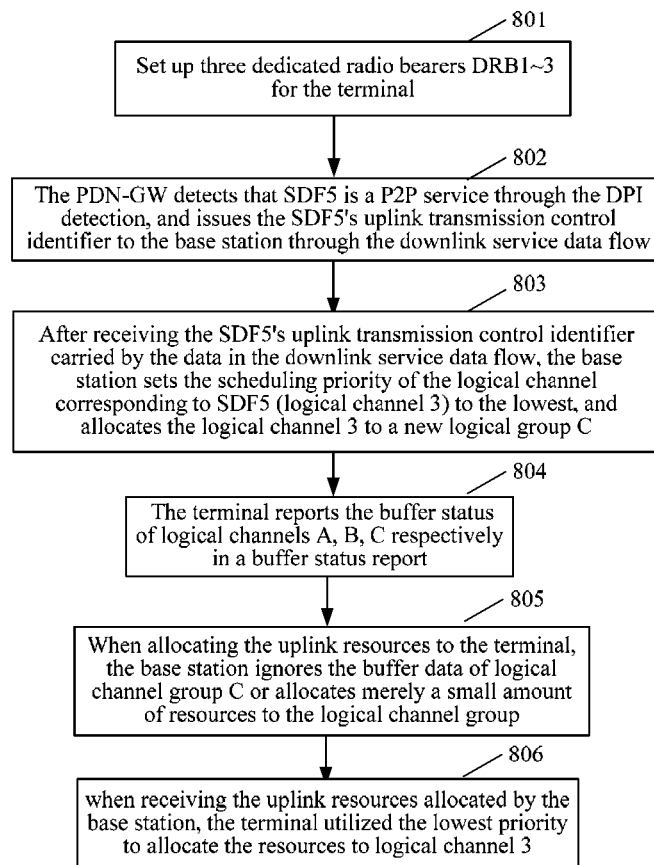 801
Set up three dedicated radio bearers DRB1~3
for the terminal
802
The PDN-GW detects that SDF5 is a P2P service through the DPI
detection, and issues the SDF5's uplink transmission control
identifier to the base station through the downlink service data flow
803
After receiving the SDF5's uplink transmission control identifier
carried by the data in the downlink service data flow, the base
station sets the scheduling priority of the logical channel
corresponding to SDF5 (logical channel 3) to the lowest, and
allocates the logical channel 3 to a new logical group C
804
The terminal reports the buffer status
of logical channels A, B, C respectively
in a buffer status report
805
When allocating the uplink resources to the terminal,
the base station ignores the buffer data of logical
channel group C or allocates merely a small amount
of resources to the logical channel group
806
when receiving the uplink resources allocated by the
base station, the terminal utilized the lowest priority
to allocate the resources to logical channel 3